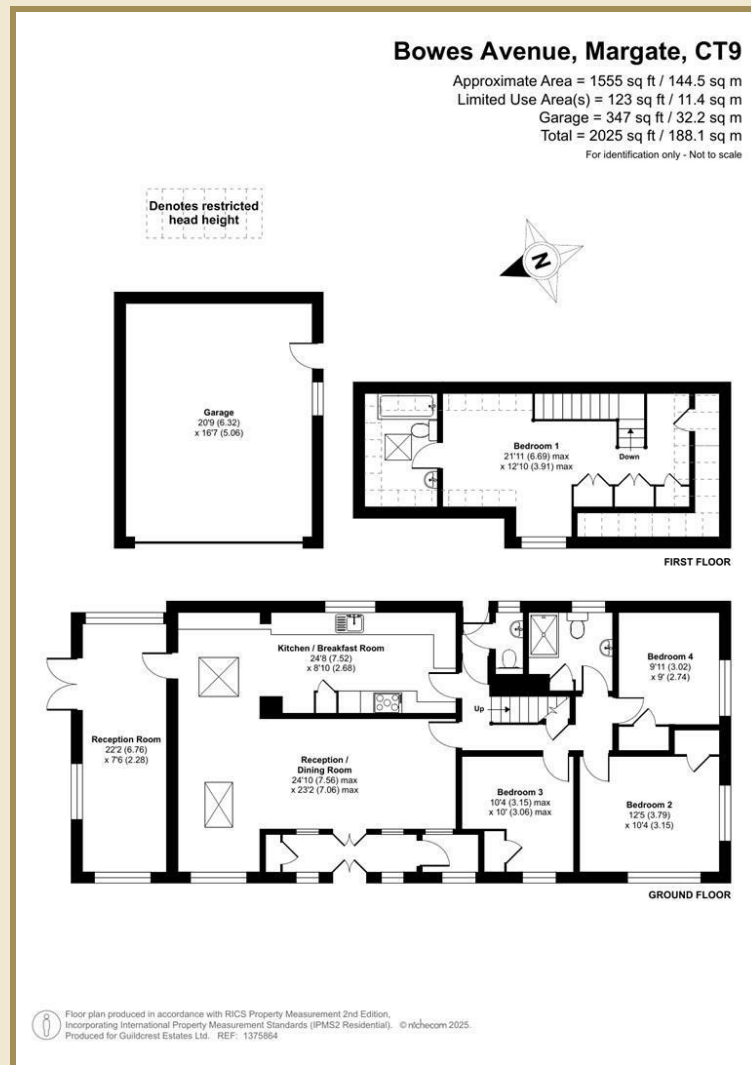 Bowes Avenue, Margate, CT9
Approximate Area = 1555 sq ft / 144.5 sq m
Limited Use Area(s) = 123 sq ft / 11.4 sq m
Garage = 347 sq ft / 32.2 sq m
Total = 2025 sq ft / 188.1 sq m
For identification only - Not to scale
Denotes restricted
head height
N
Garage
20'9 (6.32)
x 16'7 (5.06)
Bedroom 1
21'11 (6.69) max
x 12'10 (3.91) max
Down
FIRST FLOOR
Kitchen / Breakfast Room
24'8 (7.52)
x 8'10 (2.68)
Bedroom 4
9'11 (3.02)
x 9' (2.74)
Up
Reception Room
22'2 (6.76)
x 7'6 (2.28)
Reception /
Dining Room
24'10 (7.56) max
x 23'2 (7.06) max
Bedroom 3
10'4 (3.15) max
x 10' (3.06) max
Bedroom 2
12'5 (3.79)
x 10'4 (3.15)
GROUND FLOOR
Floor plan produced in accordance with RICS Property Measurement 2nd Edition,
Incorporating International Property Measurement Standards (IPMS2 Residential). © nichecom 2025.
Produced for Guildcrest Estates Ltd. REF: 1375864